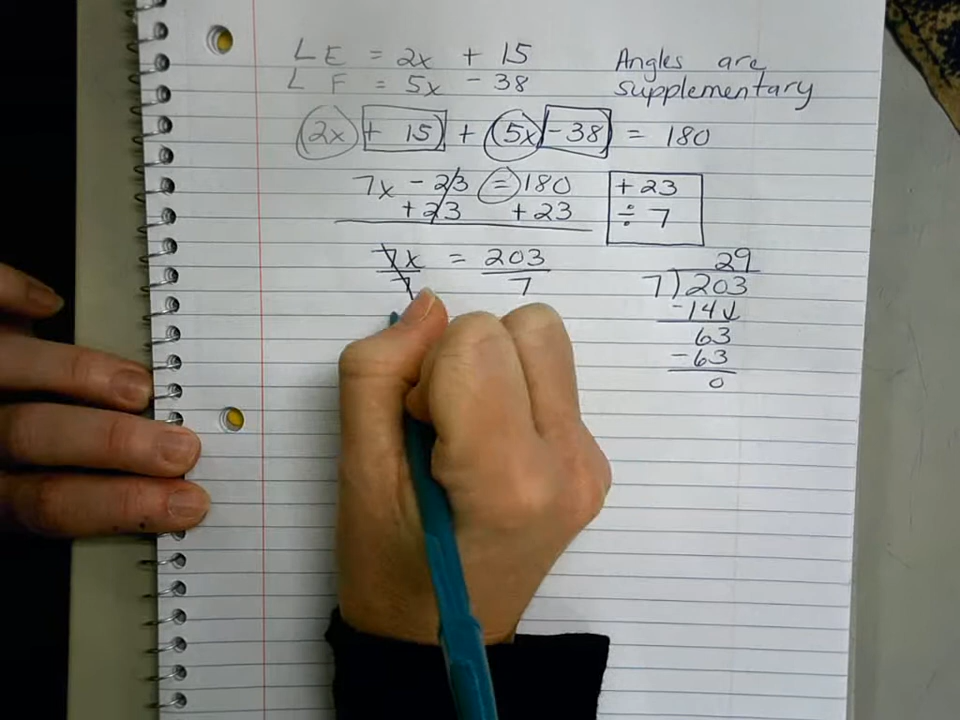 ∠E = 2x + 15
∠F = 5x - 38
Angles are
supplementary
(2x + 15) + (5x - 38) = 180
7x - 23 = 180
+ 23 + 23
+ 23
÷ 7
7x = 203
7 7
29
7)203
-14↓
63
-63
0